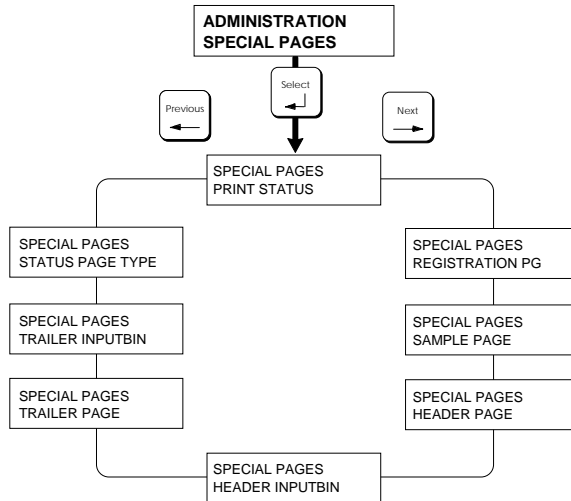 ADMINISTRATION
SPECIAL PAGES
Select
Previous
Next
SPECIAL PAGES
PRINT STATUS
SPECIAL PAGES
STATUS PAGE TYPE
SPECIAL PAGES
REGISTRATION PG
SPECIAL PAGES
TRAILER INPUTBIN
SPECIAL PAGES
SAMPLE PAGE
SPECIAL PAGES
TRAILER PAGE
SPECIAL PAGES
HEADER PAGE
SPECIAL PAGES
HEADER INPUTBIN